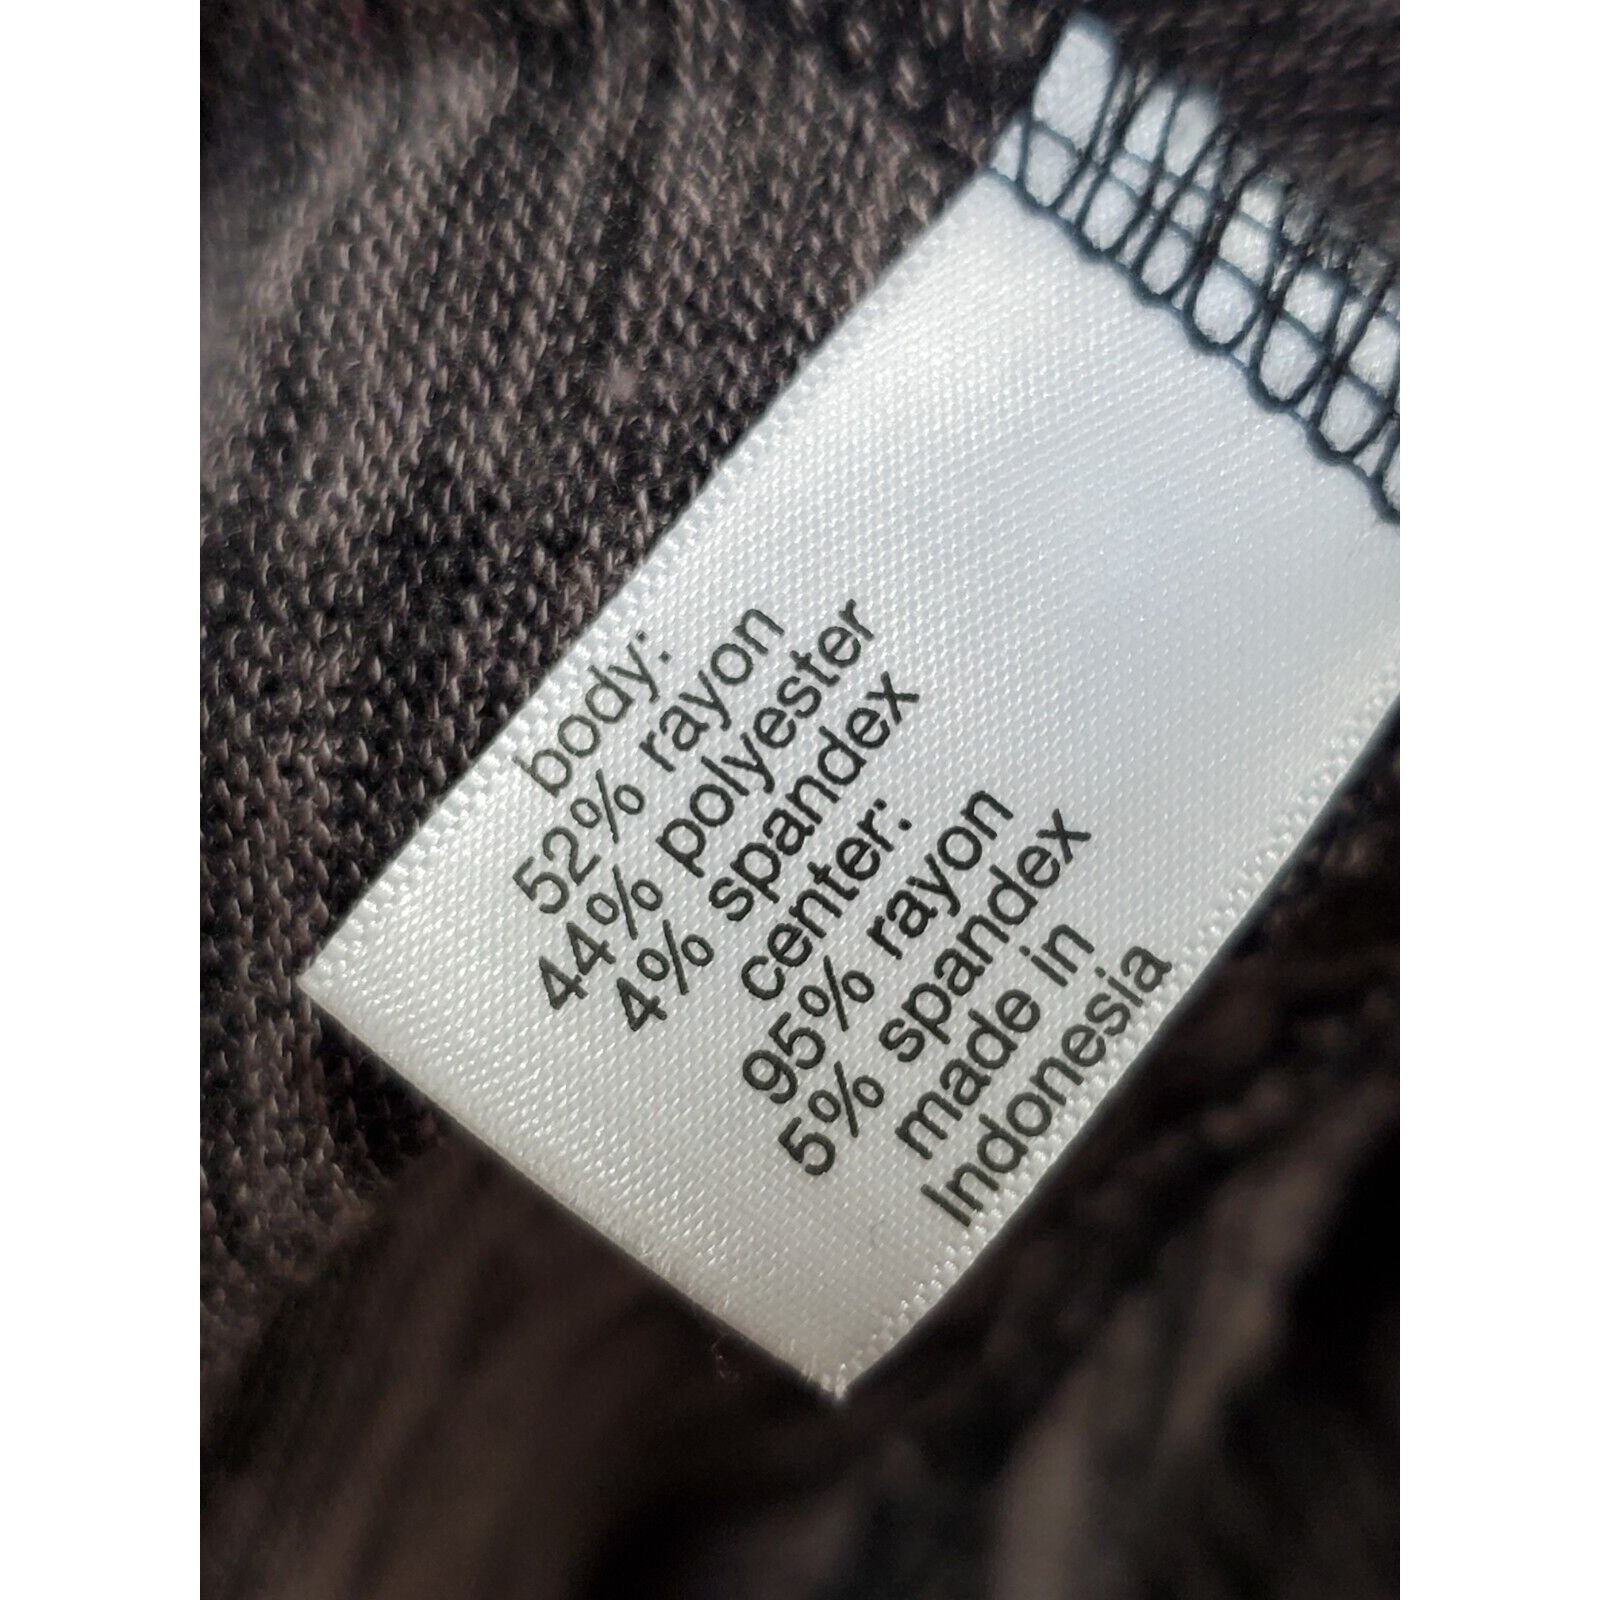 body:
52% rayon
44% polyester
4% spandex
center:
95% rayon
5% spandex
made in
Indonesia